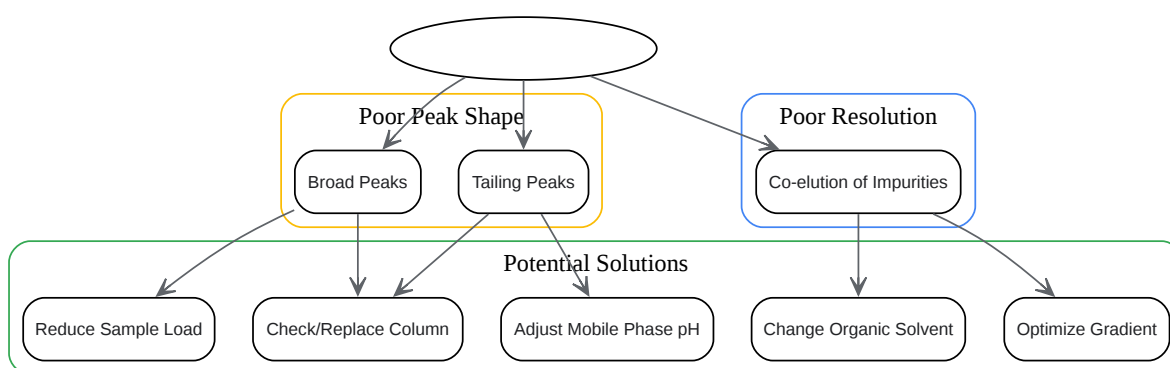 Poor Peak Shape
Poor Resolution
Broad Peaks
Tailing Peaks
Co-elution of Impurities
Potential Solutions
Reduce Sample Load
Check/Replace Column
Adjust Mobile Phase pH
Change Organic Solvent
Optimize Gradient